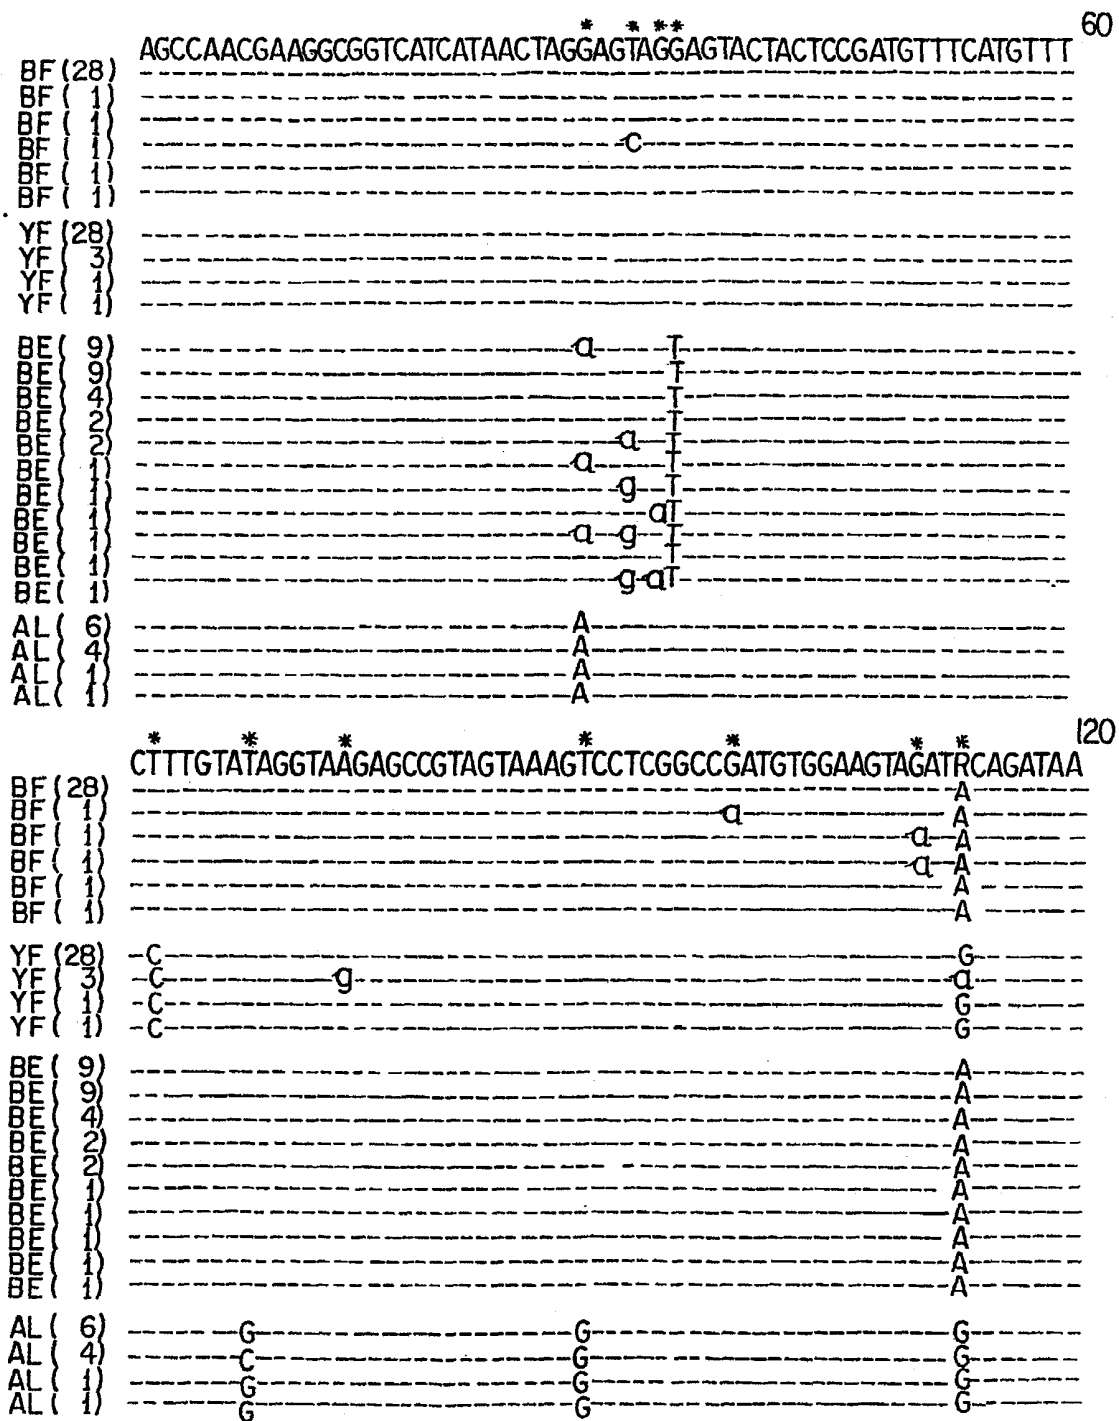 * * * *
60
AGCCAACGAAGGCGGTCATCATAACTAGGAGTAGGAGTACTACTCCGATGTTTCATGTTT
BF (28)
BF ( 1)
BF ( 1)
BF ( 1) C
BF ( 1)
BF ( 1)
YF (28)
YF ( 3)
YF ( 1)
YF ( 1)
BE( 9) a T
BE( 9) T
BE( 4) T
BE( 2) T
BE( 2) a T
BE( 1) a T
BE( 1) g T
BE( 1) a T
BE( 1) a g T
BE( 1) T
BE( 1) g a T
AL( 6) A
AL( 4) A
AL( 1) A
AL( 1) A
* * * * * * *
120
CTTTGTATAGGTAAGAGCCGTAGTAAAGTCCTCGGCCGATGTGGAAGTAGATRCAGATAA
BF (28) A
BF ( 1) a A
BF ( 1) a A
BF ( 1) a A
BF ( 1) A
BF ( 1) A
YF (28) C G
YF ( 3) C g a
YF ( 1) C G
YF ( 1) C G
BE( 9) A
BE( 9) A
BE( 4) A
BE( 2) A
BE( 2) A
BE( 1) A
BE( 1) A
BE( 1) A
BE( 1) A
BE( 1) A
AL( 6) G G G
AL( 4) C G G
AL( 1) G G G
AL( 1) G G G